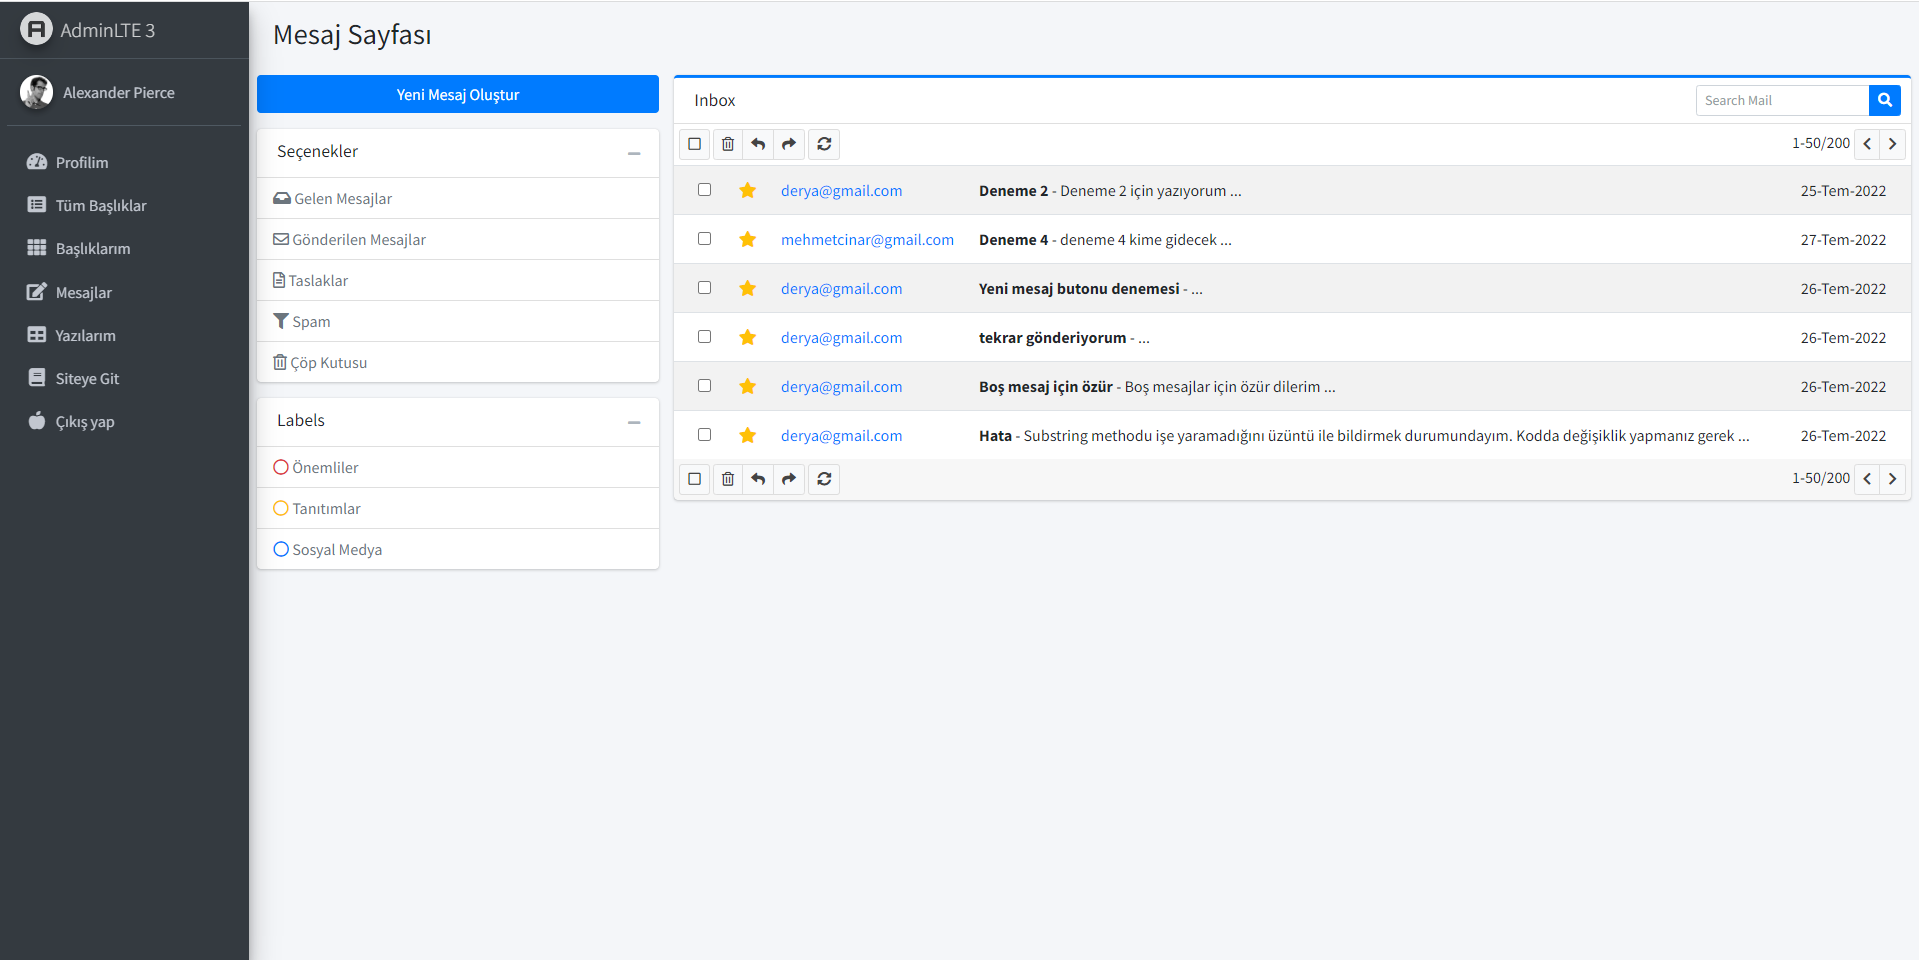 AdminLTE 3
Alexander Pierce
Profilim
Tüm Başlıklar
Başlıklarım
Mesajlar
Yazılarım
Siteye Git
Çıkış yap
Mesaj Sayfası
Yeni Mesaj Oluştur
Seçenekler
Gelen Mesajlar
Gönderilen Mesajlar
Taslaklar
Spam
Çöp Kutusu
Labels
Önemliler
Tanıtımlar
Sosyal Medya
Inbox
Search Mail
1-50/200
derya@gmail.com Deneme 2 - Deneme 2 için yazıyorum ... 25-Tem-2022
mehmetcinar@gmail.com Deneme 4 - deneme 4 kime gidecek ... 27-Tem-2022
derya@gmail.com Yeni mesaj butonu denemesi - ... 26-Tem-2022
derya@gmail.com tekrar gönderiyorum - ... 26-Tem-2022
derya@gmail.com Boş mesaj için özür - Boş mesajlar için özür dilerim ... 26-Tem-2022
derya@gmail.com Hata - Substring methodu işe yaramadığını üzüntü ile bildirmek durumundayım. Kodda değişiklik yapmanız gerek ... 26-Tem-2022
1-50/200